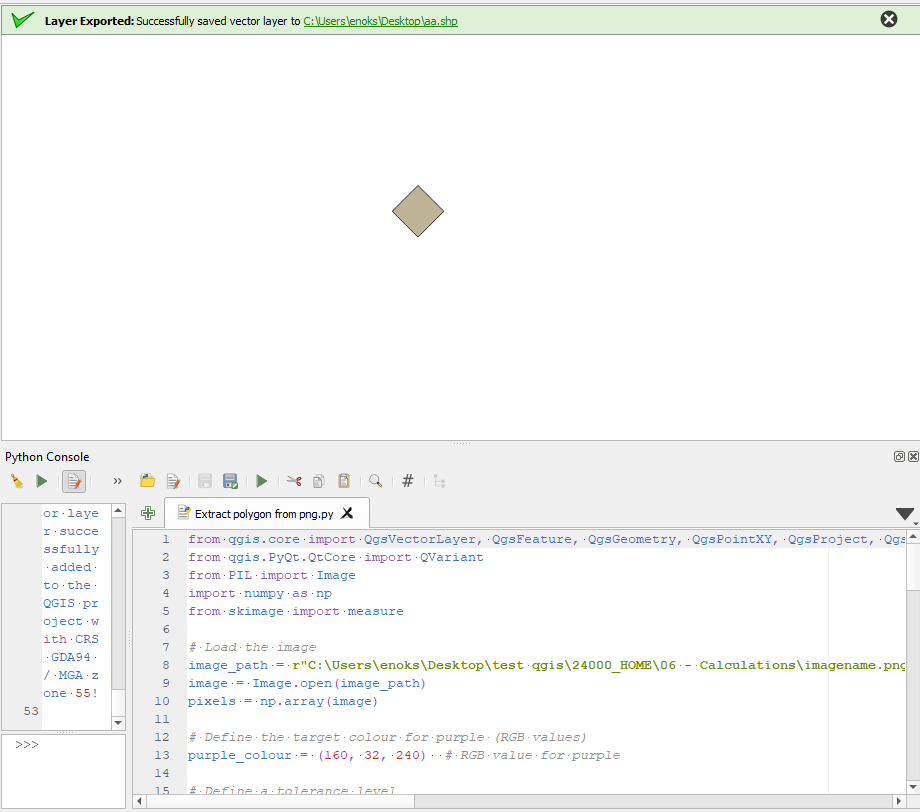 Layer Exported: Successfully saved vector layer to C:\Users\enoks\Desktop\aa.shp
Python Console
»
#
or laye
r succe
ssfully
added
to the
QGIS pr
oject w
ith CRS
GDA94
/ MGA z
one 55!
53
>>>
Extract polygon from png.py
1 from qgis.core import QgsVectorLayer, QgsFeature, QgsGeometry, QgsPointXY, QgsProject, Qgs
2 from qgis.PyQt.QtCore import QVariant
3 from PIL import Image
4 import numpy as np
5 from skimage import measure
6
7 # Load the image
8 image_path = r"C:\Users\enoks\Desktop\test qgis\24000_HOME\06 - Calculations\imagename.png
9 image = Image.open(image_path)
10 pixels = np.array(image)
11
12 # Define the target colour for purple (RGB values)
13 purple_colour = (160, 32, 240) # RGB value for purple
14
15 # Define a tolerance level